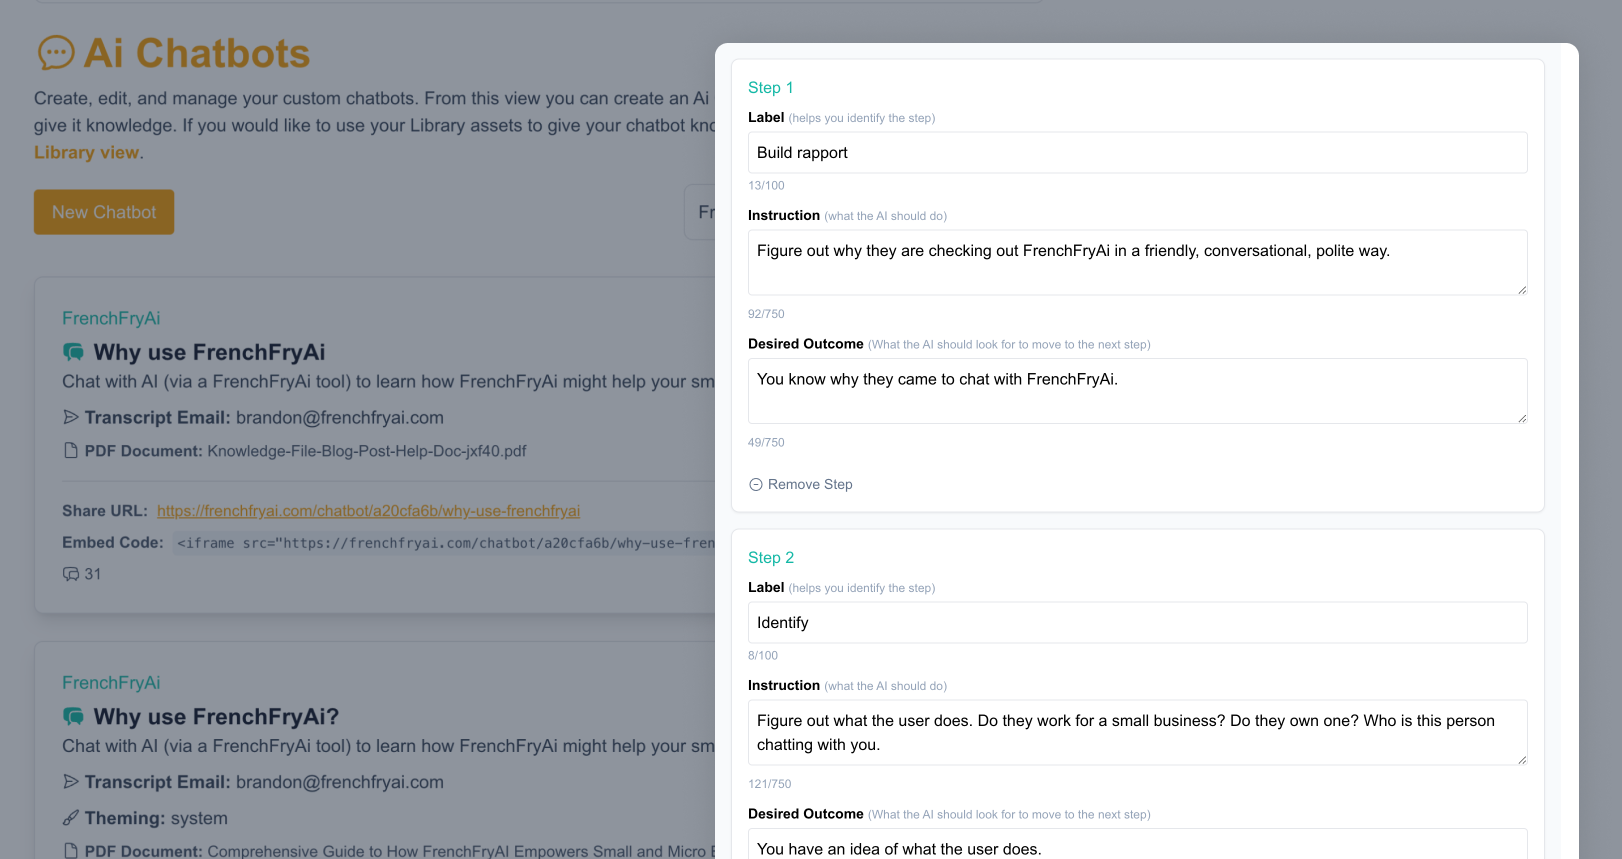 Ai Chatbots
Create, edit, and manage your custom chatbots. From this view you can create an Ai
give it knowledge. If you would like to use your Library assets to give your chatbot
Library view.
New Chatbot
FrenchFryAi
Why use FrenchFryAi
Chat with AI (via a FrenchFryAi tool) to learn how FrenchFryAi might help your
Transcript Email: brandon@frenchfryai.com
PDF Document: Knowledge-File-Blog-Post-Help-Doc-jxf40.pdf
Share URL: https://frenchfryai.com/chatbot/a20cfa6b/why-use-frenchfryai
Embed Code: <iframe src="https://frenchfryai.com/chatbot/a20cfa6b/why-use-fren
31
FrenchFryAi
Why use FrenchFryAi?
Chat with AI (via a FrenchFryAi tool) to learn how FrenchFryAi might help your
Transcript Email: brandon@frenchfryai.com
Theming: system
PDF Document: Comprehensive Guide to How FrenchFryAI Empowers Small and Micro
Step 1
Label (helps you identify the step)
Build rapport
13/100
Instruction (what the AI should do)
Figure out why they are checking out FrenchFryAi in a friendly, conversational, polite way.
92/750
Desired Outcome (What the AI should look for to move to the next step)
You know why they came to chat with FrenchFryAi.
49/750
Remove Step
Step 2
Label (helps you identify the step)
Identify
8/100
Instruction (what the AI should do)
Figure out what the user does. Do they work for a small business? Do they own one? Who is this person
chatting with you.
121/750
Desired Outcome (What the AI should look for to move to the next step)
You have an idea of what the user does.